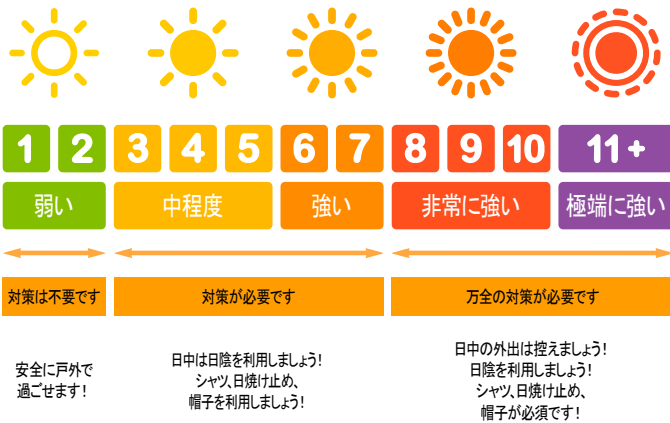 1 2 3 4 5 6 7 8 9 10 11+
弱い 中程度 強い 非常に強い 極端に強い
対策は不要です 対策が必要です 万全の対策が必要です
安全に戸外で
過ごせます!
日中は日陰を利用しましょう!
シャツ、日焼け止め、
帽子を利用しましょう!
日中の外出は控えましょう!
日陰を利用しましょう!
シャツ、日焼け止め、
帽子が必須です!